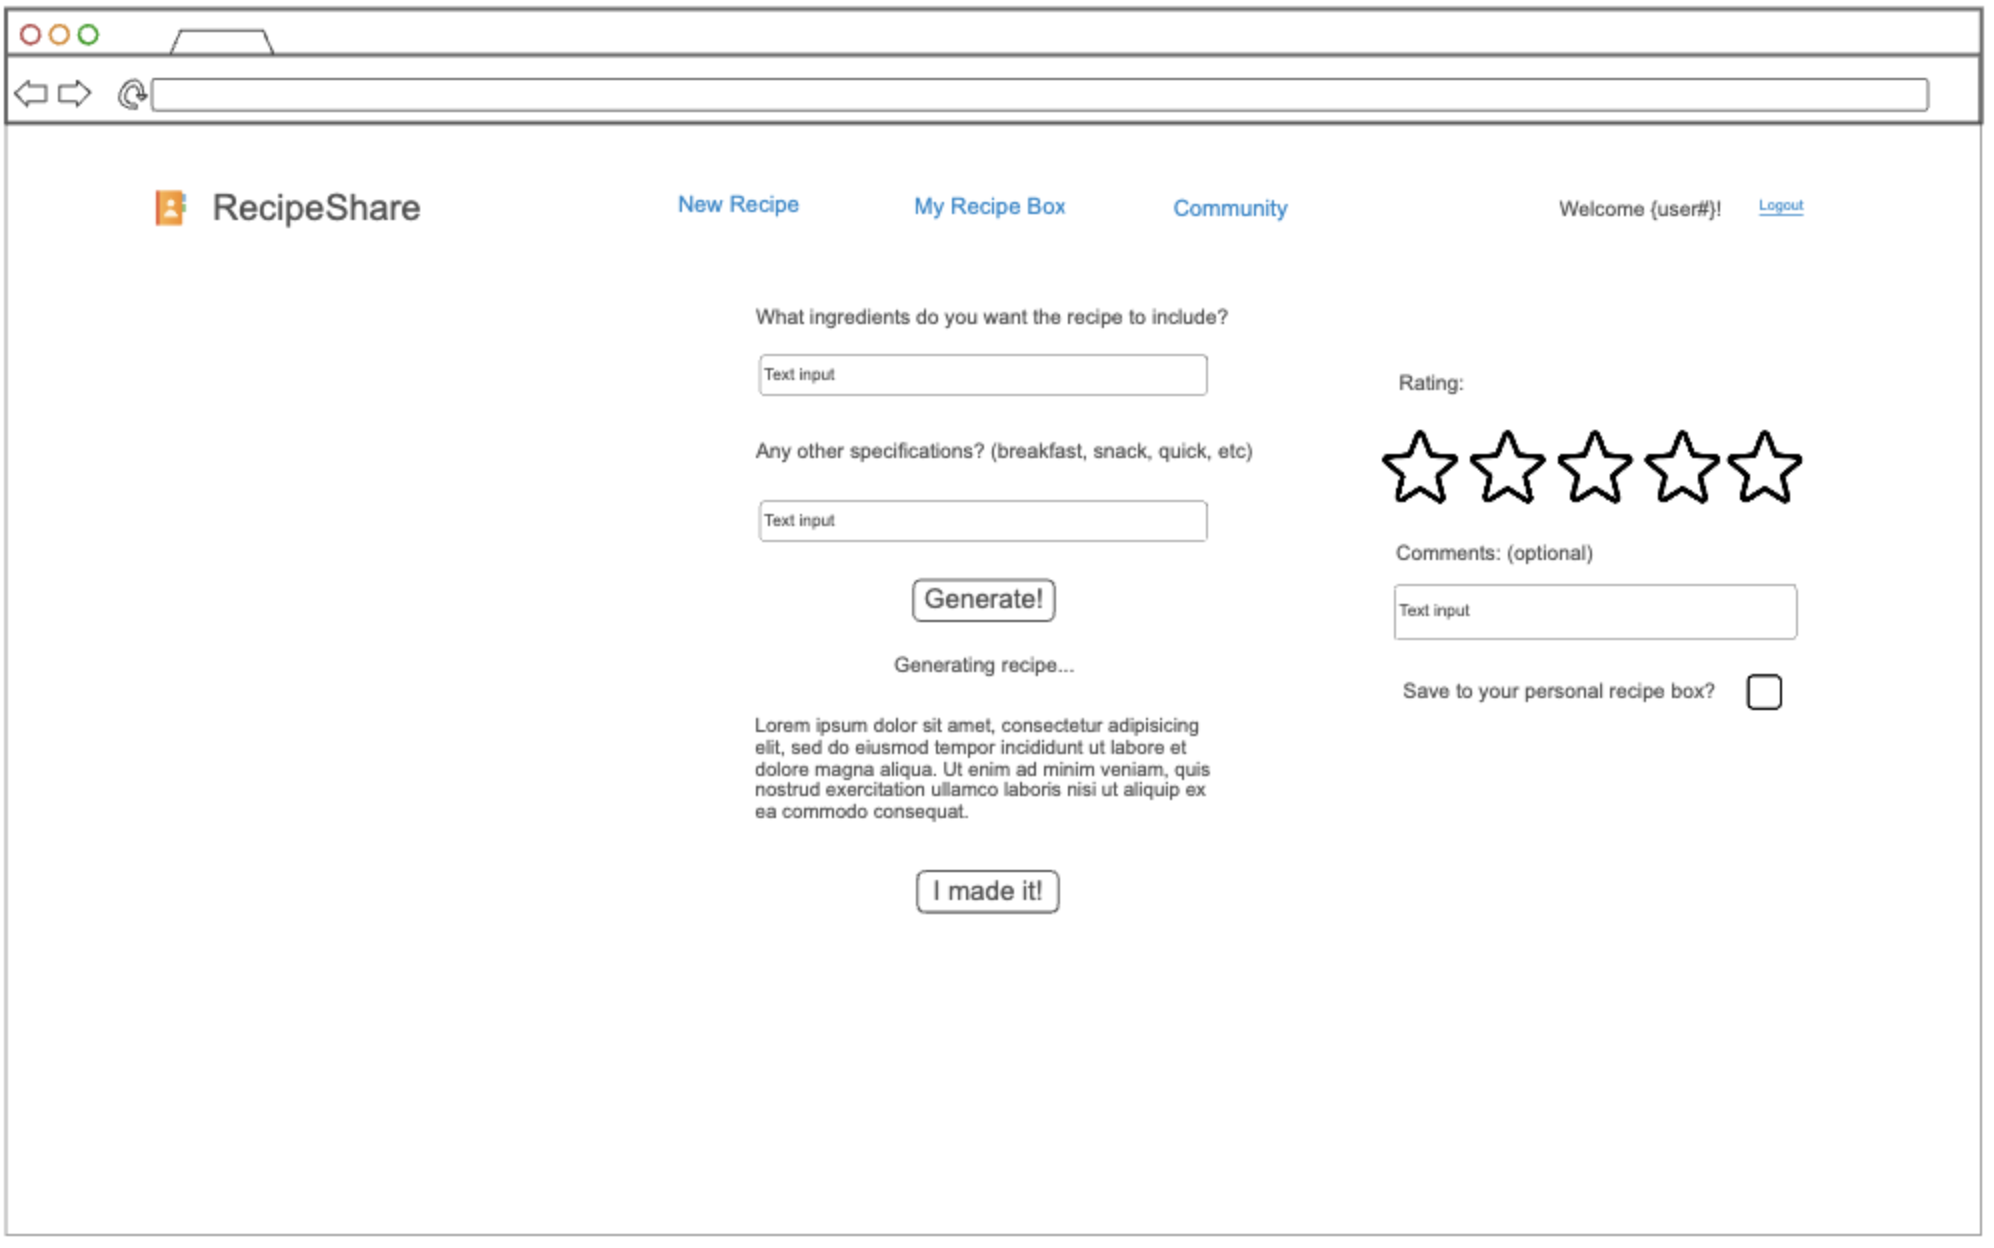 RecipeShare
New Recipe
My Recipe Box
Community
Welcome {user#}!
Logout
What ingredients do you want the recipe to include?
Text input
Any other specifications? (breakfast, snack, quick, etc)
Text input
Generate!
Generating recipe...
Lorem ipsum dolor sit amet, consectetur adipisicing
elit, sed do eiusmod tempor incididunt ut labore et
dolore magna aliqua. Ut enim ad minim veniam, quis
nostrud exercitation ullamco laboris nisi ut aliquip ex
ea commodo consequat.
I made it!
Rating:
Comments: (optional)
Text input
Save to your personal recipe box?